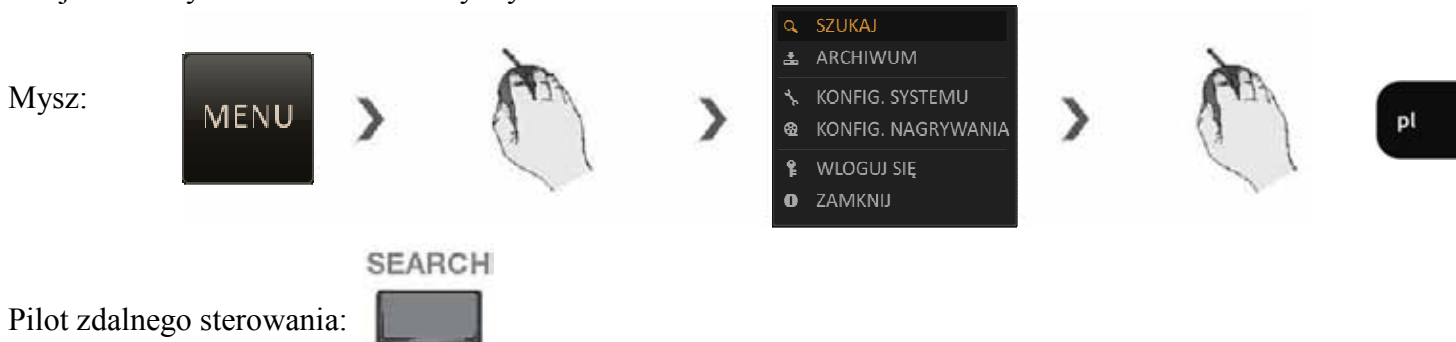 Mysz:
MENU
SZUKAJ
ARCHIWUM
KONFIG. SYSTEMU
KONFIG. NAGRYWANIA
WLOGUJ SIĘ
ZAMKNIJ
pl
SEARCH
Pilot zdalnego sterowania: